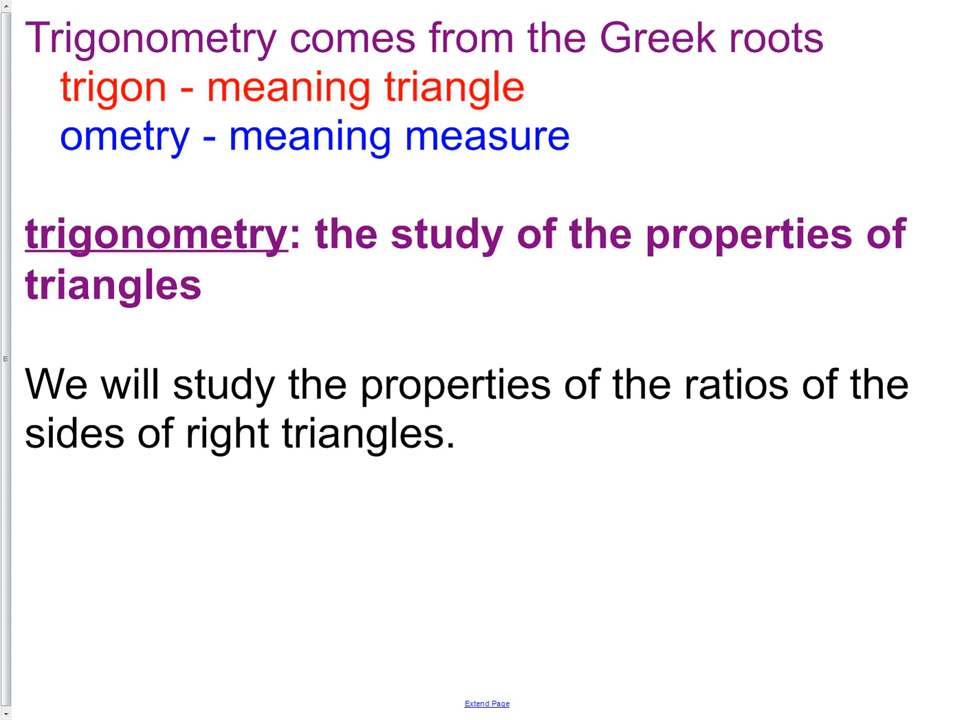 Trigonometry comes from the Greek roots
trigon - meaning triangle
ometry - meaning measure
trigonometry: the study of the properties of
triangles
We will study the properties of the ratios of the
sides of right triangles.
Extend Page